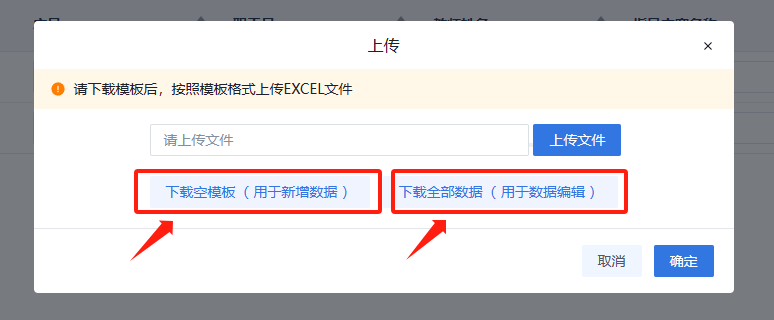 上传
请下载模板后，按照模板格式上传EXCEL文件
请上传文件
上传文件
下载空模板（ 用于新增数据 ）
下载全部数据（ 用于数据编辑 ）
取消
确定